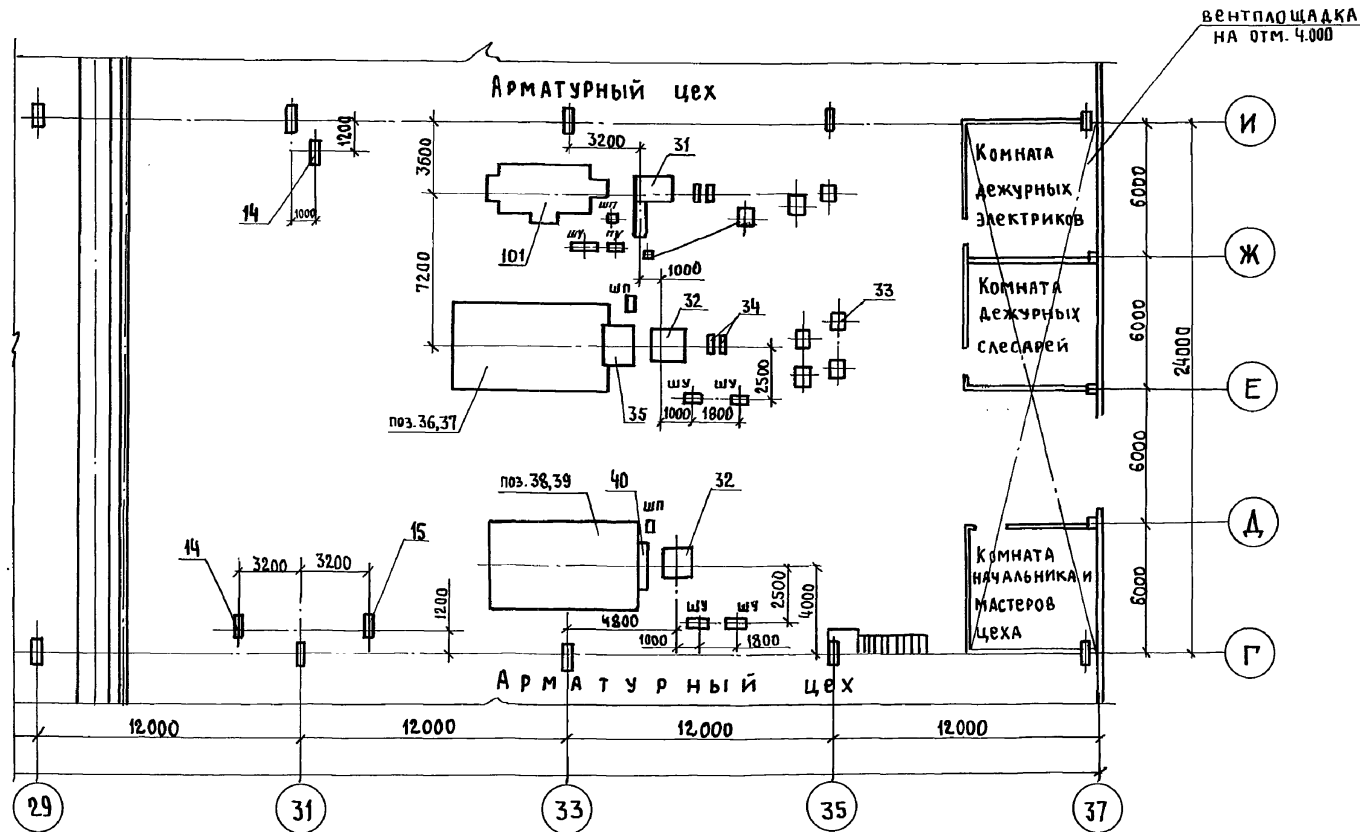 ВЕНТПЛОЩАДКА
НА ОТМ. 4.000
АРМАТУРНЫЙ ЦЕХ
И
1200
3600
3200
31
КОМНАТА
ДЕЖУРНЫХ
ЭЛЕКТРИКОВ
6000
14
1000
ШП
ШУ
ШУ
101
Ж
7200
1000
ШП
32
34
33
КОМНАТА
ДЕЖУРНЫХ
СЛЕСАРЕЙ
6000
24000
2500
ШУ
ШУ
Е
35
1000
1800
ПОЗ. 36,37
6000
ПОЗ. 38,39
40
32
ШП
Д
14
15
3200
3200
1200
КОМНАТА
НАЧАЛЬНИКА И
МАСТЕРОВ
ЦЕХА
6000
2500
4000
ШУ
ШУ
4800
1000
1800
Г
АРМАТУРНЫЙ ЦЕХ
12000
12000
12000
12000
29
31
33
35
37